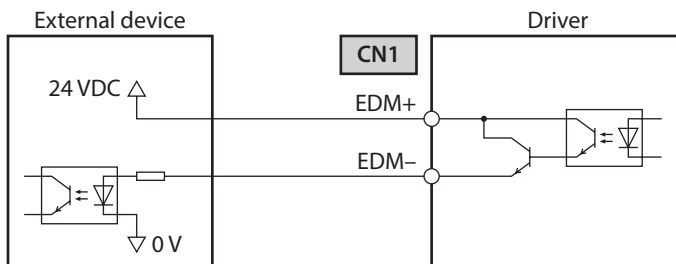 External device
Driver
CN1
24 VDC
EDM+
EDM–
0 V